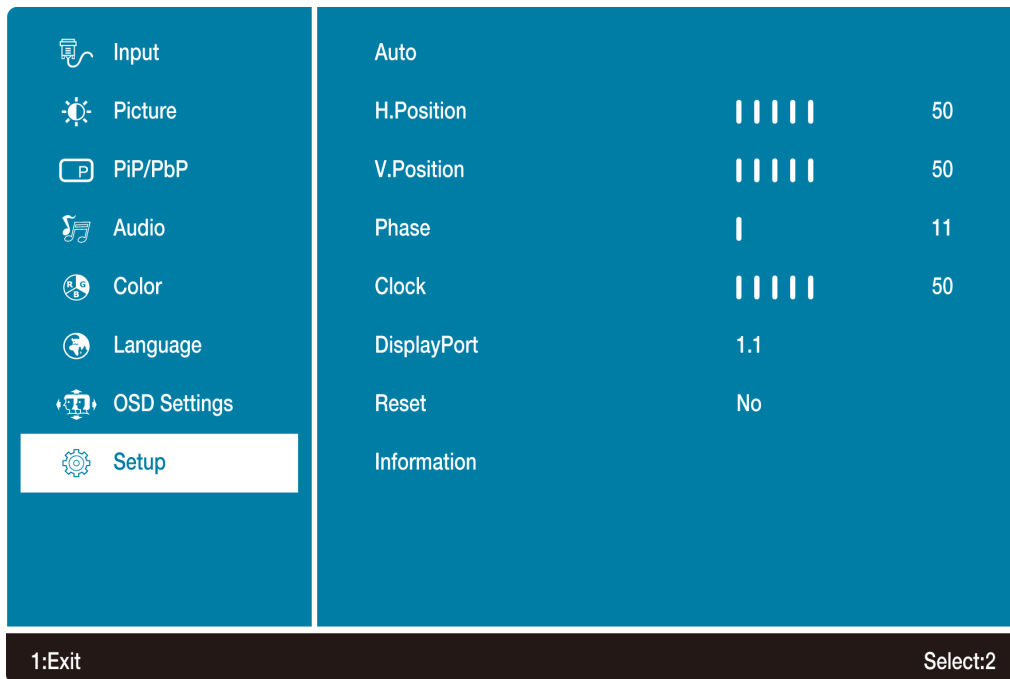 Input
Picture
P PiP/PbP
Audio
R G B Color
Language
OSD Settings
Setup
Auto
H.Position 50
V.Position 50
Phase 11
Clock 50
DisplayPort 1.1
Reset No
Information
1:Exit Select:2